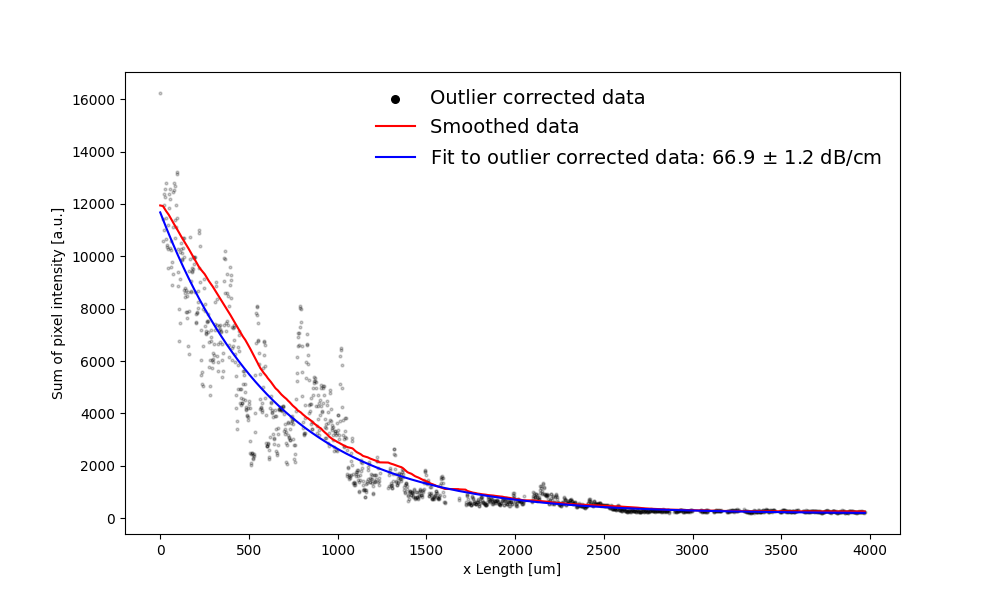 Outlier corrected data
Smoothed data
Fit to outlier corrected data: 66.9 ± 1.2 dB/cm
16000
14000
12000
10000
8000
6000
4000
2000
0
Sum of pixel intensity [a.u.]
0 500 1000 1500 2000 2500 3000 3500 4000
x Length [um]